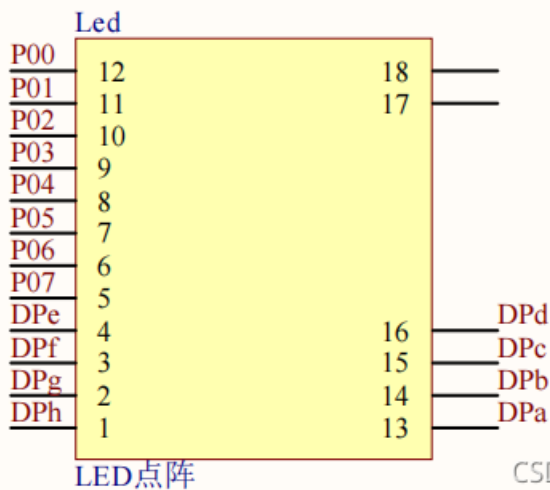 Led
P00 12 18
P01 11 17
P02 10
P03 9
P04 8
P05 7
P06 6
P07 5
DPe 4 16 DPd
DPf 3 15 DPc
DPg 2 14 DPb
DPh 1 13 DPa
LED点阵